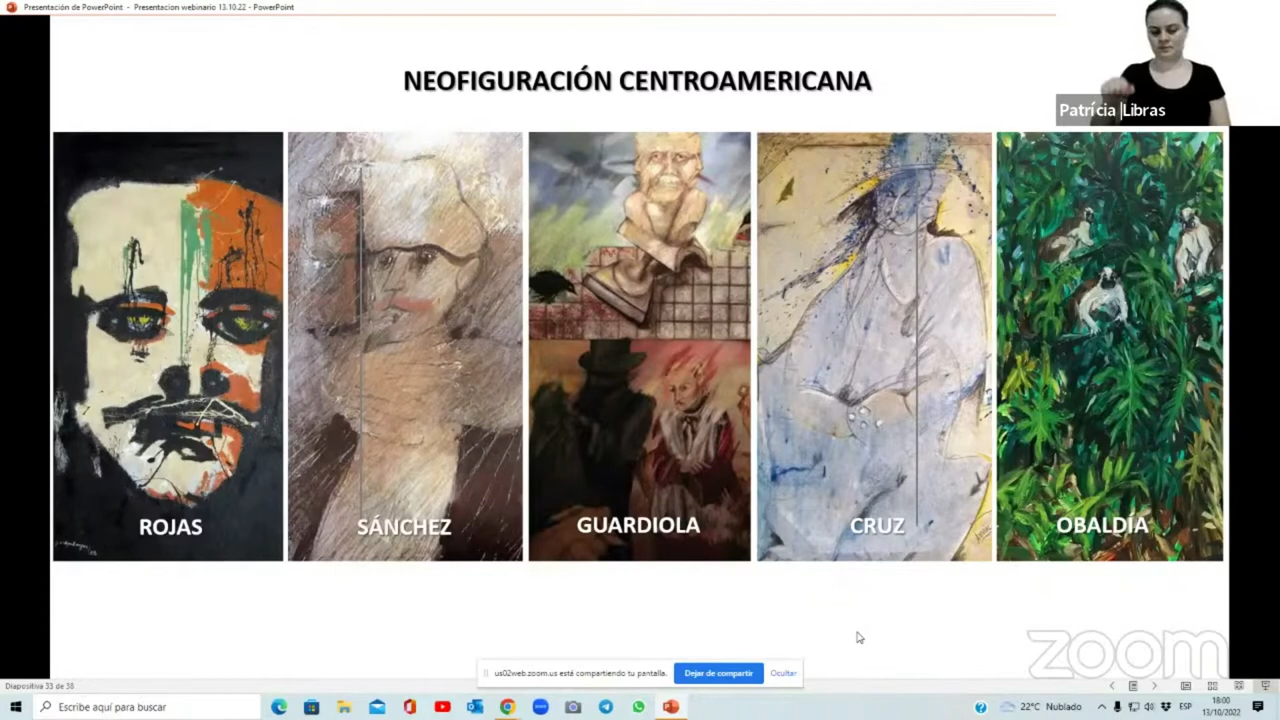 Presentación de PowerPoint - Presentacion webinario 13.10.22 - PowerPoint
NEOFIGURACIÓN CENTROAMERICANA
Patrícia |Libras
ROJAS
SÁNCHEZ
GUARDIOLA
CRUZ
OBALDÍA
zoom
us02web.zoom.us está compartiendo tu pantalla.
Dejar de compartir
Ocultar
Diapositiva 33 de 38
Escribe aquí para buscar
22°C Nublado
ESP
18:00
13/10/2022